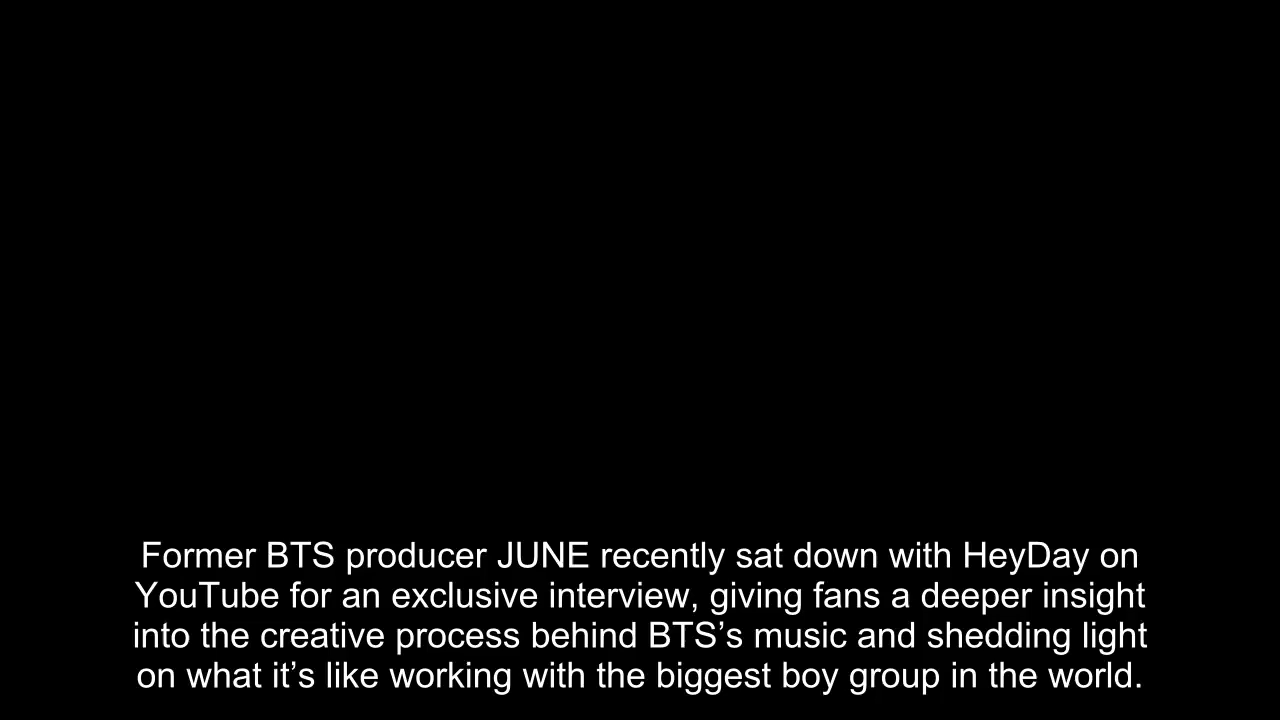 Former BTS producer JUNE recently sat down with HeyDay on
YouTube for an exclusive interview, giving fans a deeper insight
into the creative process behind BTS’s music and shedding light
on what it’s like working with the biggest boy group in the world.